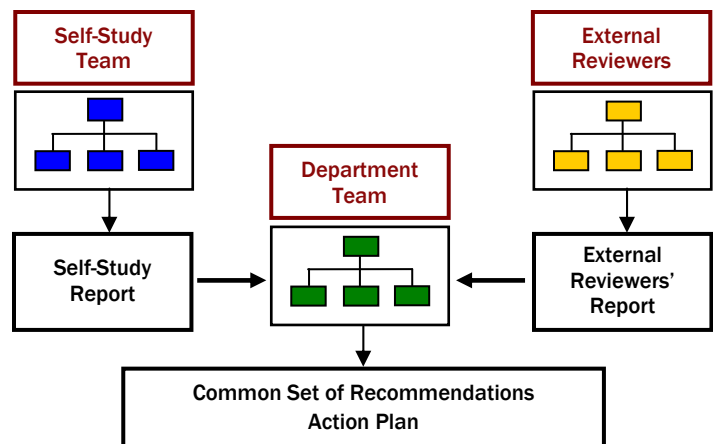 Self-Study
Team
External
Reviewers
Department
Team
Self-Study
Report
External
Reviewers’
Report
Common Set of Recommendations
Action Plan